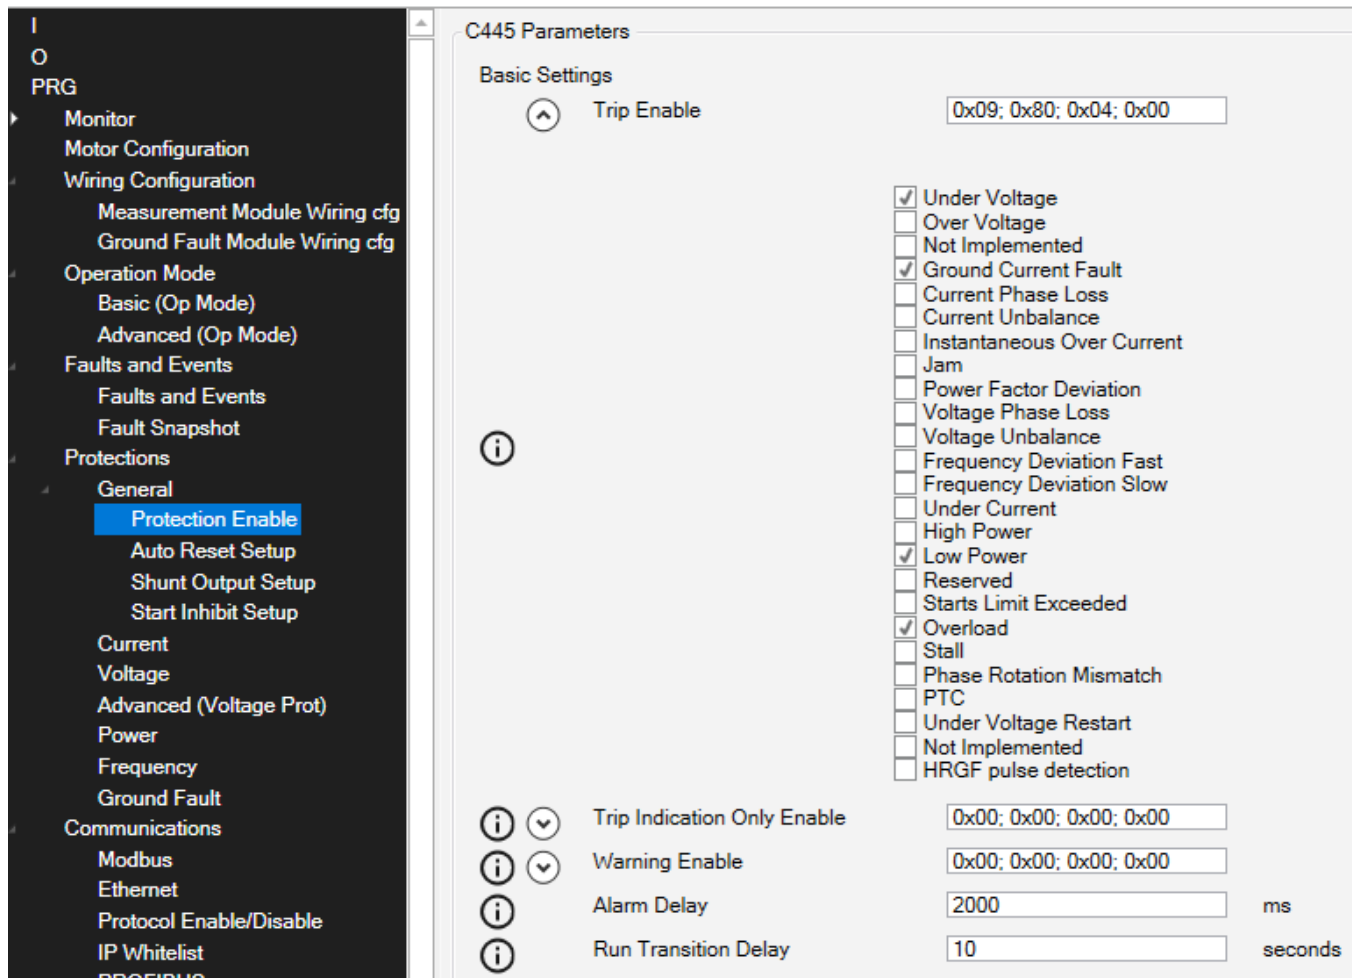 I
O
PRG
Monitor
Motor Configuration
Wiring Configuration
Measurement Module Wiring cfg
Ground Fault Module Wiring cfg
Operation Mode
Basic (Op Mode)
Advanced (Op Mode)
Faults and Events
Faults and Events
Fault Snapshot
Protections
General
Protection Enable
Auto Reset Setup
Shunt Output Setup
Start Inhibit Setup
Current
Voltage
Advanced (Voltage Prot)
Power
Frequency
Ground Fault
Communications
Modbus
Ethernet
Protocol Enable/Disable
IP Whitelist
PROFIBUS
C445 Parameters
Basic Settings
Trip Enable 0x09; 0x80; 0x04; 0x00
Under Voltage
Over Voltage
Not Implemented
Ground Current Fault
Current Phase Loss
Current Unbalance
Instantaneous Over Current
Jam
Power Factor Deviation
Voltage Phase Loss
Voltage Unbalance
Frequency Deviation Fast
Frequency Deviation Slow
Under Current
High Power
Low Power
Reserved
Starts Limit Exceeded
Overload
Stall
Phase Rotation Mismatch
PTC
Under Voltage Restart
Not Implemented
HRGF pulse detection
Trip Indication Only Enable 0x00; 0x00; 0x00; 0x00
Warning Enable 0x00; 0x00; 0x00; 0x00
Alarm Delay 2000 ms
Run Transition Delay 10 seconds